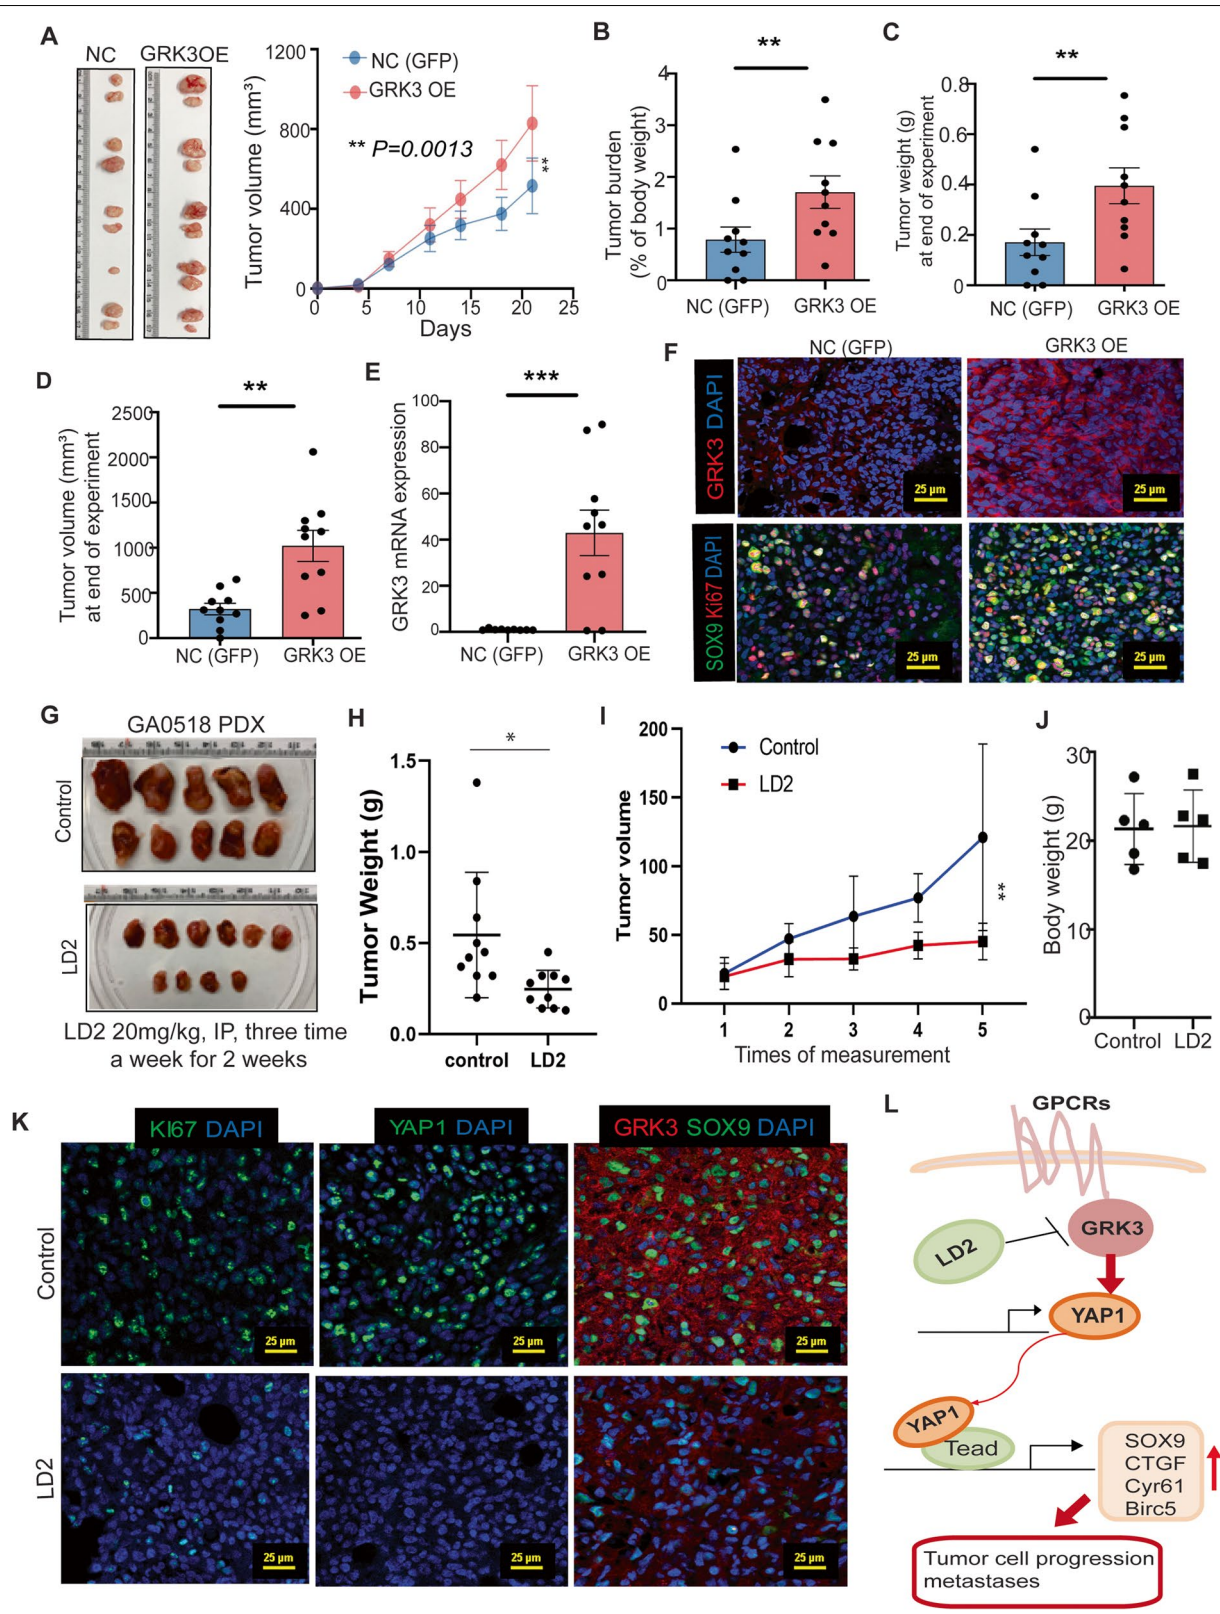 A
NC
GRK3OE
NC (GFP)
GRK3 OE
** P=0.0013
**
Tumor volume (mm³)
1200
800
400
0
0 5 10 15 20 25
Days
B
**
Tumor burden
(% of body weight)
4
3
2
1
0
NC (GFP) GRK3 OE
C
**
Tumor weight (g)
at end of experiment
0.8
0.6
0.4
0.2
0
NC (GFP) GRK3 OE
D
**
Tumor volume (mm³)
at end of experiment
2500
2000
1500
1000
500
0
NC (GFP) GRK3 OE
E
***
GRK3 mRNA expression
100
80
60
40
20
0
NC (GFP) GRK3 OE
F
NC (GFP)
GRK3 OE
GRK3 DAPI
25 µm
25 µm
SOX9 Ki67 DAPI
25 µm
25 µm
G
GA0518 PDX
Control
LD2
LD2 20mg/kg, IP, three time
a week for 2 weeks
H
*
Tumor Weight (g)
1.5
1.0
0.5
0.0
control LD2
I
Control
LD2
**
Tumor volume
200
150
100
50
0
1 2 3 4 5
Times of measurement
J
Body weight (g)
30
20
10
0
Control LD2
K
KI67 DAPI
YAP1 DAPI
GRK3 SOX9 DAPI
Control
25 µm
25 µm
25 µm
LD2
25 µm
25 µm
25 µm
L
GPCRs
GRK3
LD2
YAP1
YAP1
Tead
SOX9
CTGF
Cyr61
Birc5
Tumor cell progression
metastases